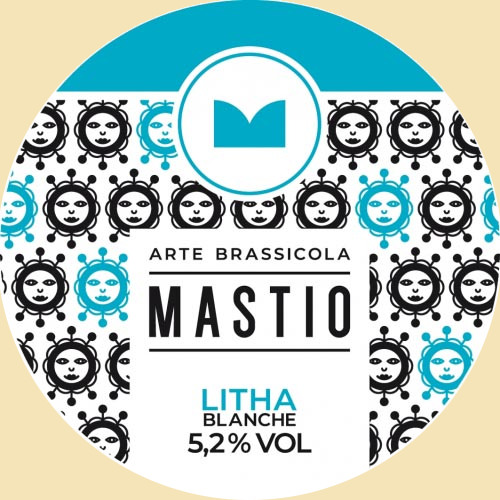 ARTE BRASSICOLA
MASTIO
LITHA
BLANCHE
5,2% VOL